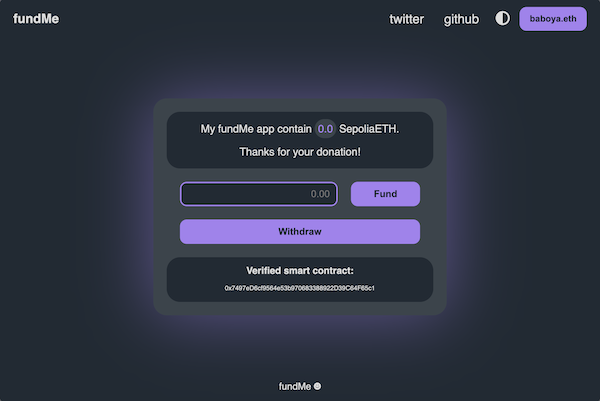 fundMe
twitter github baboya.eth
My fundMe app contain 0.0 SepoliaETH.
Thanks for your donation!
0.00 Fund
Withdraw
Verified smart contract:
0x7497eD6cf9564e53b970683388922D39C64F65c1
fundMe